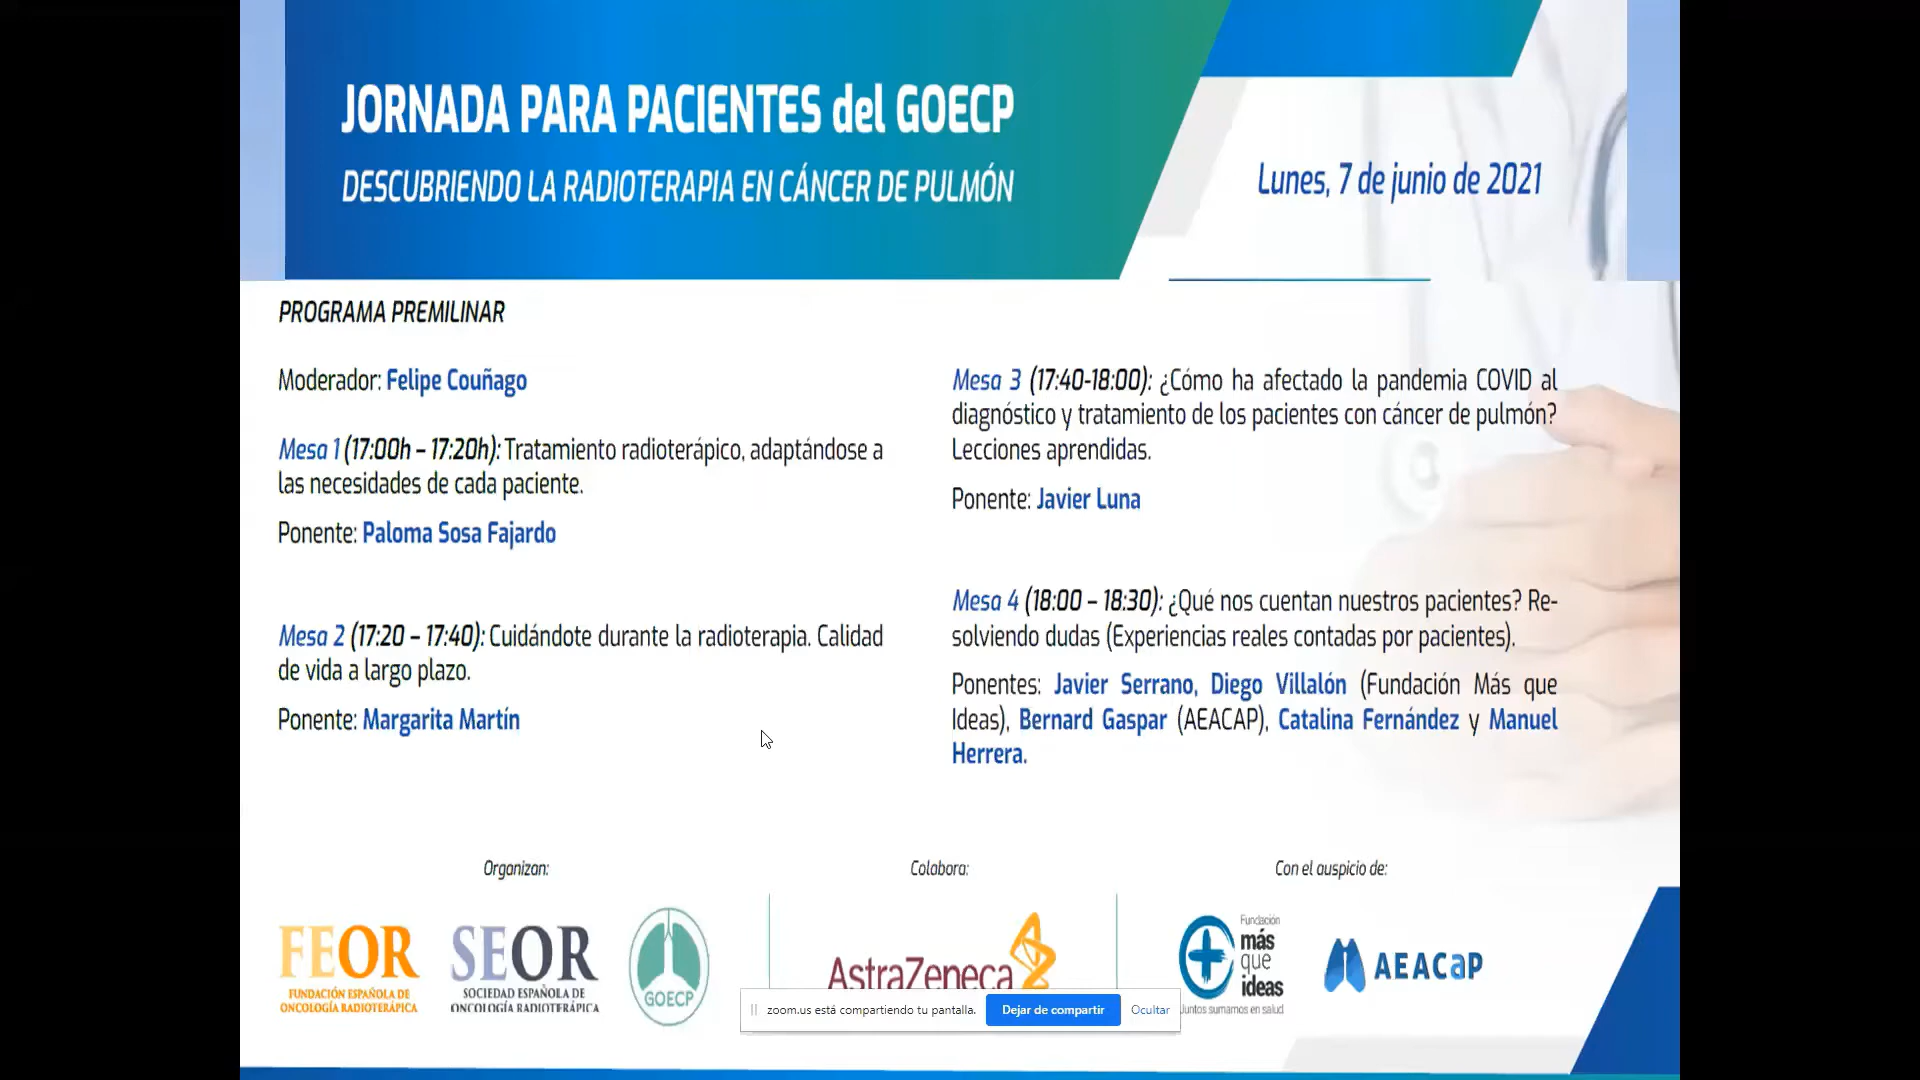 JORNADA PARA PACIENTES del GOECP
DESCUBRIENDO LA RADIOTERAPIA EN CÁNCER DE PULMÓN
Lunes, 7 de junio de 2021
PROGRAMA PREMILINAR
Moderador: Felipe Couñago
Mesa 1 (17:00h – 17:20h): Tratamiento radioterápico, adaptándose a
las necesidades de cada paciente.
Ponente: Paloma Sosa Fajardo
Mesa 2 (17:20 – 17:40): Cuidándote durante la radioterapia. Calidad
de vida a largo plazo.
Ponente: Margarita Martín
Mesa 3 (17:40-18:00): ¿Cómo ha afectado la pandemia COVID al
diagnóstico y tratamiento de los pacientes con cáncer de pulmón?
Lecciones aprendidas.
Ponente: Javier Luna
Mesa 4 (18:00 – 18:30): ¿Qué nos cuentan nuestros pacientes? Re-
solviendo dudas (Experiencias reales contadas por pacientes).
Ponentes: Javier Serrano, Diego Villalón (Fundación Más que
Ideas), Bernard Gaspar (AEACAP), Catalina Fernández y Manuel
Herrera.
Organizan:
FEOR
FUNDACIÓN ESPAÑOLA DE
ONCOLOGÍA RADIOTERÁPICA
SEOR
SOCIEDAD ESPAÑOLA DE
ONCOLOGÍA RADIOTERÁPICA
GOECP
Colabora:
AstraZeneca
Con el auspicio de:
Fundación
más
que
ideas
Juntos sumamos en salud
AEACaP
zoom.us está compartiendo tu pantalla.
Dejar de compartir
Ocultar